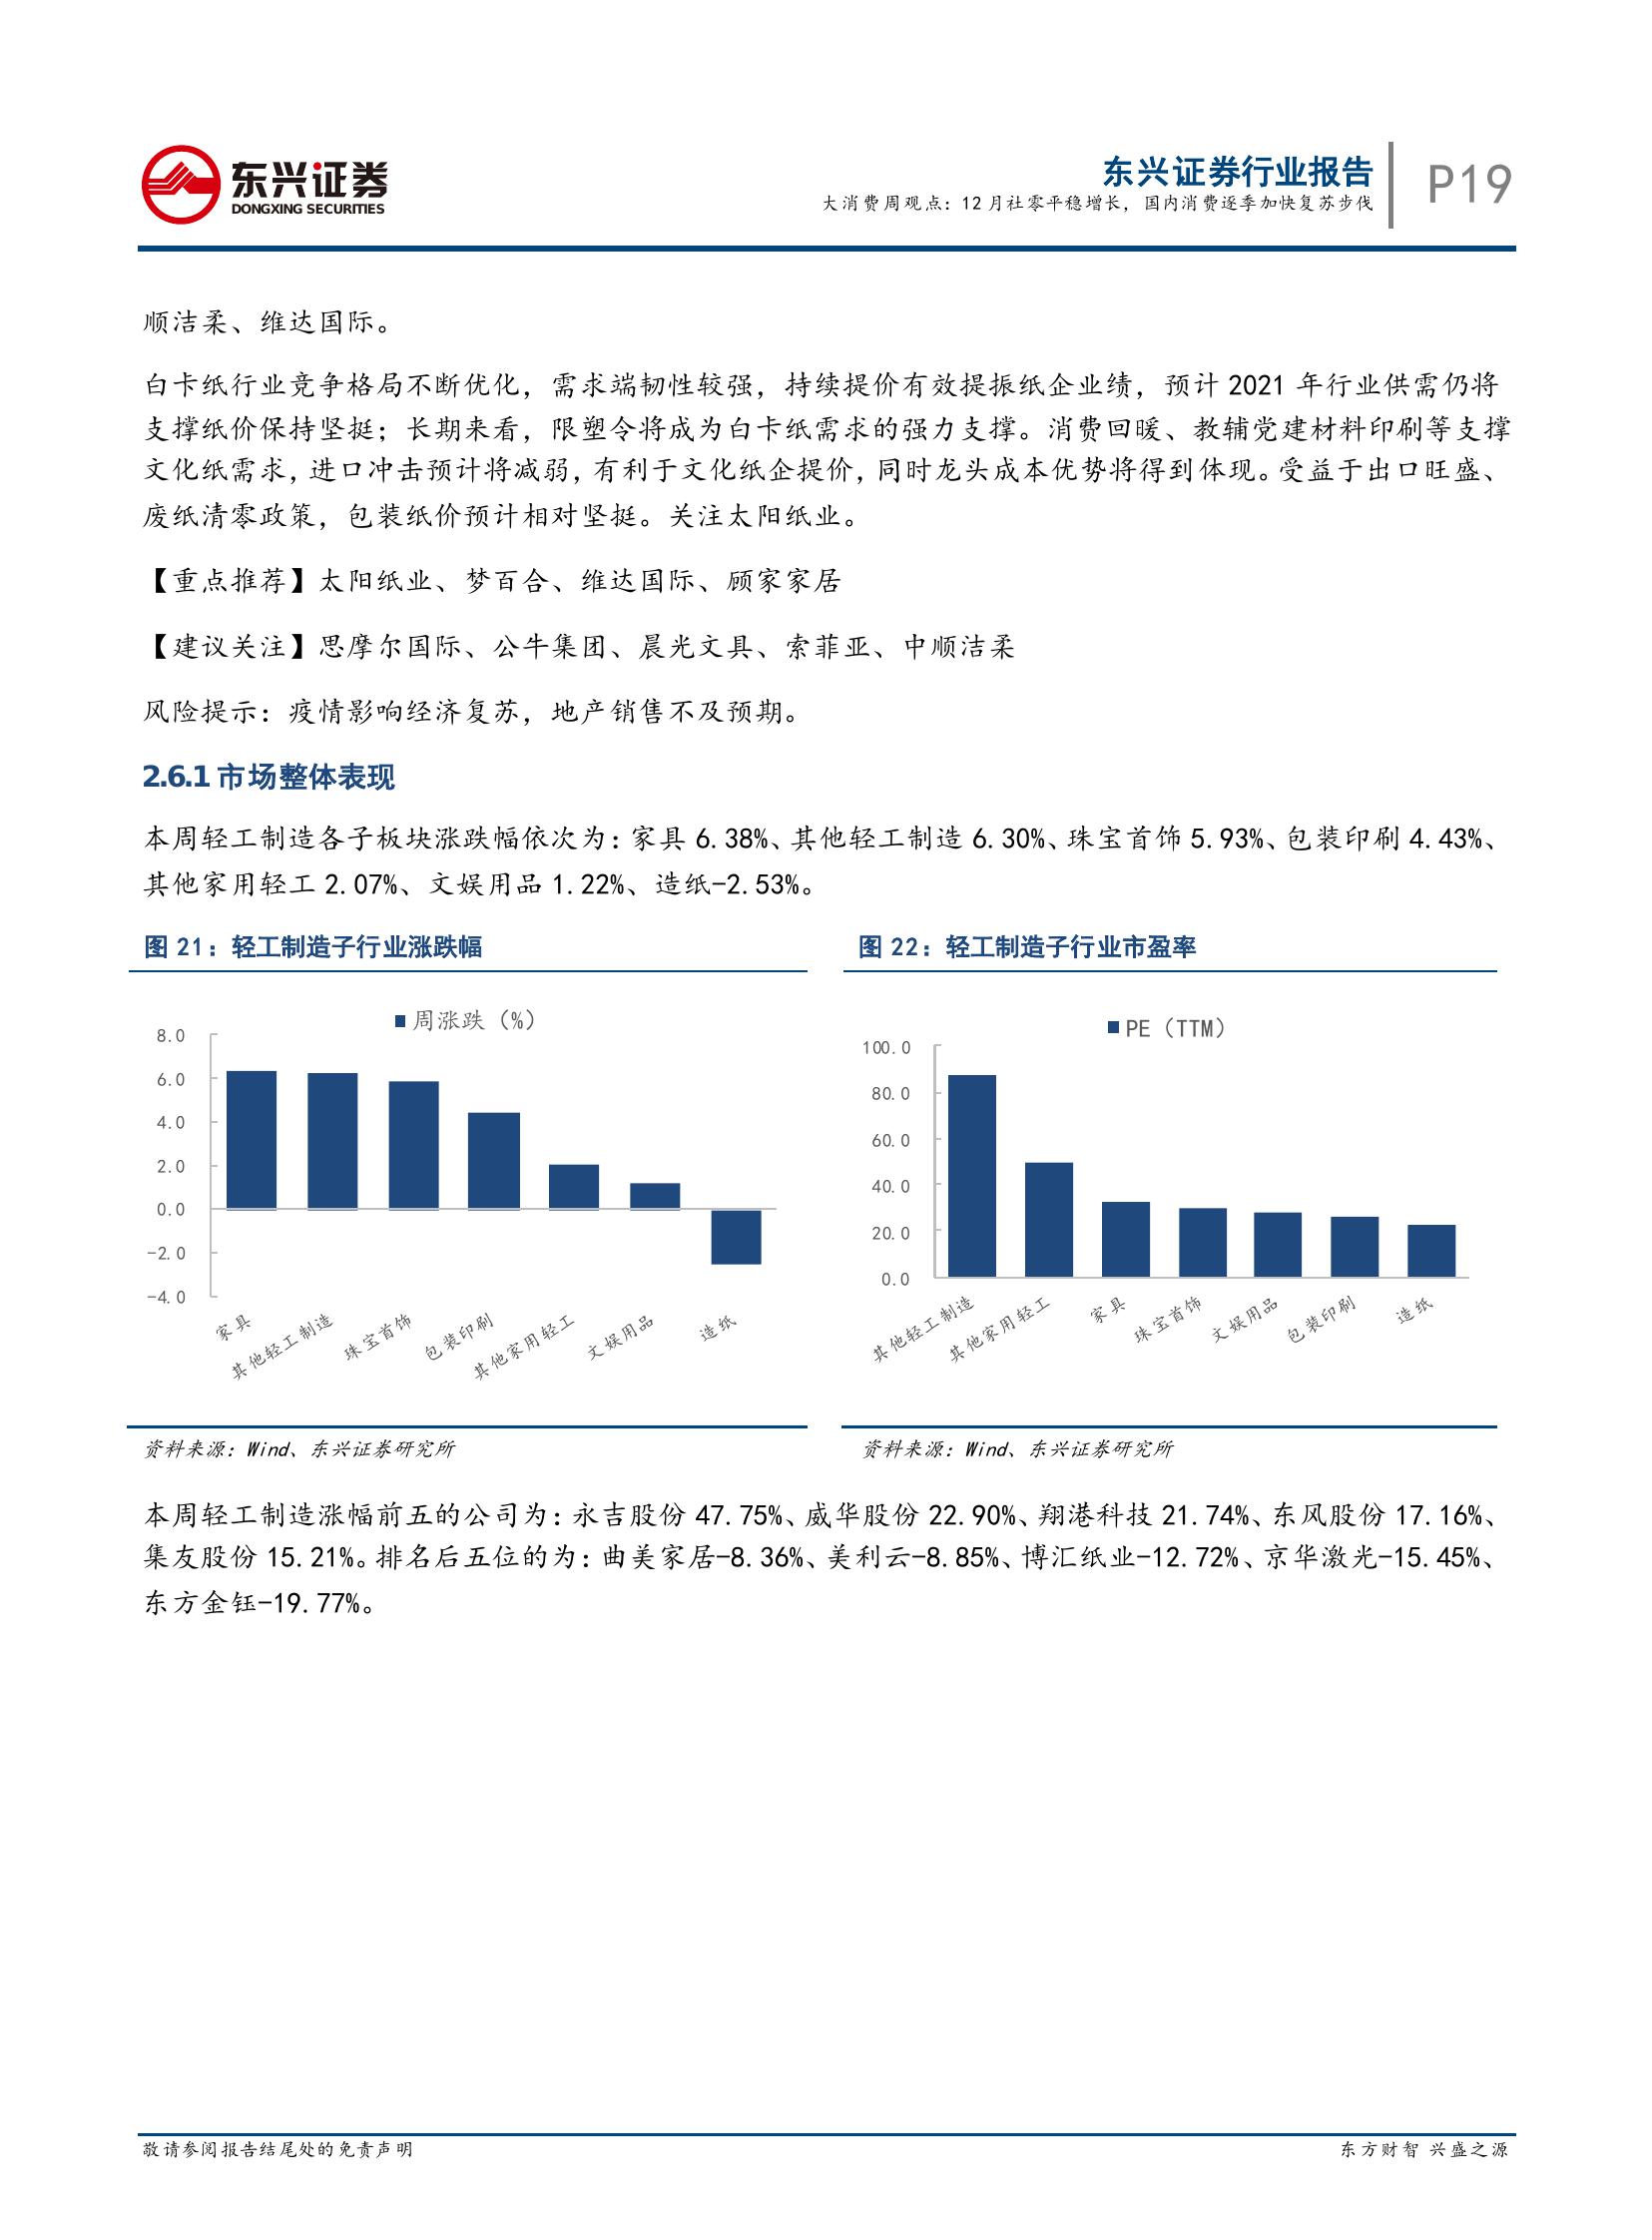 东兴证券
DONGXING SECURITIES
东兴证券行业报告
大消费周观点：12 月社零平稳增长，国内消费逐季加快复苏步伐
P19
顺洁柔、维达国际。
白卡纸行业竞争格局不断优化，需求端韧性较强，持续提价有效提振纸企业绩，预计 2021 年行业供需仍将
支撑纸价保持坚挺；长期来看，限塑令将成为白卡纸需求的强力支撑。消费回暖、教辅党建材料印刷等支撑
文化纸需求，进口冲击预计将减弱，有利于文化纸企提价，同时龙头成本优势将得到体现。受益于出口旺盛、
废纸清零政策，包装纸价预计相对坚挺。关注太阳纸业。
【重点推荐】太阳纸业、梦百合、维达国际、顾家家居
【建议关注】思摩尔国际、公牛集团、晨光文具、索菲亚、中顺洁柔
风险提示：疫情影响经济复苏，地产销售不及预期。
2.6.1 市场整体表现
本周轻工制造各子板块涨跌幅依次为：家具 6.38%、其他轻工制造 6.30%、珠宝首饰 5.93%、包装印刷 4.43%、
其他家用轻工 2.07%、文娱用品 1.22%、造纸-2.53%。
图 21：轻工制造子行业涨跌幅
周涨跌（%）
8.0
6.0
4.0
2.0
0.0
-2.0
-4.0
家具
其他轻工制造
珠宝首饰
包装印刷
其他家用轻工
文娱用品
造纸
资料来源：Wind、东兴证券研究所
图 22：轻工制造子行业市盈率
PE（TTM）
100.0
80.0
60.0
40.0
20.0
0.0
其他轻工制造
其他家用轻工
家具
珠宝首饰
文娱用品
包装印刷
造纸
资料来源：Wind、东兴证券研究所
本周轻工制造涨幅前五的公司为：永吉股份 47.75%、威华股份 22.90%、翔港科技 21.74%、东风股份 17.16%、
集友股份 15.21%。排名后五位的为：曲美家居-8.36%、美利云-8.85%、博汇纸业-12.72%、京华激光-15.45%、
东方金钰-19.77%。
敬请参阅报告结尾处的免责声明
东方财智 兴盛之源